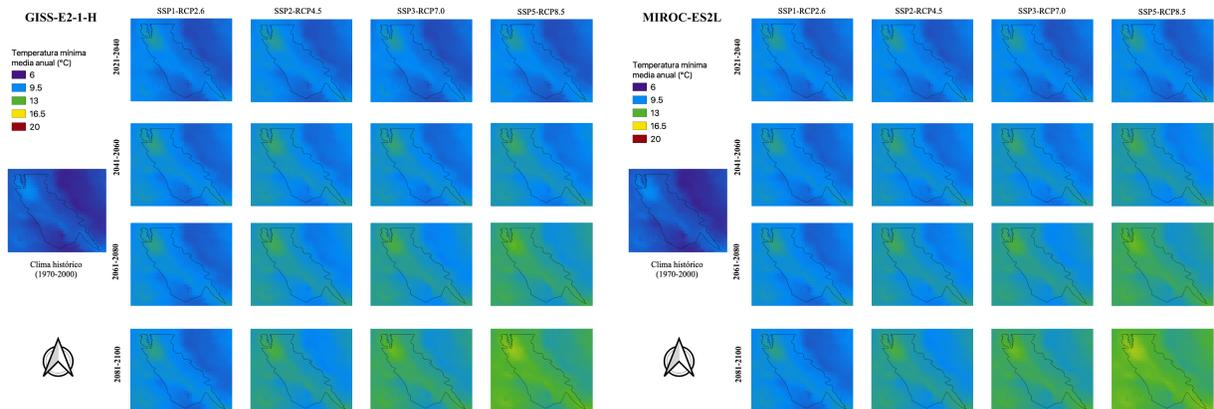 GISS-E2-1-H
SSP1-RCP2.6
SSP2-RCP4.5
SSP3-RCP7.0
SSP5-RCP8.5
Temperatura mínima
media anual (°C)
6
9.5
13
16.5
20
2021-2040
2041-2060
2061-2080
2081-2100
Clima histórico
(1970-2000)
MIROC-ES2L
SSP1-RCP2.6
SSP2-RCP4.5
SSP3-RCP7.0
SSP5-RCP8.5
Temperatura mínima
media anual (°C)
6
9.5
13
16.5
20
2021-2040
2041-2060
2061-2080
2081-2100
Clima histórico
(1970-2000)